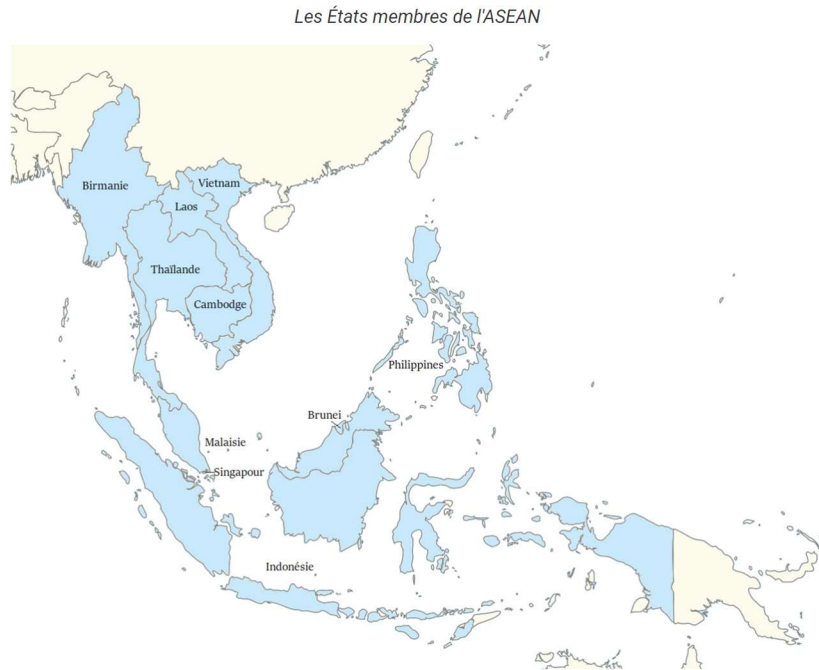 Les États membres de l'ASEAN
Birmanie
Vietnam
Laos
Thaïlande
Cambodge
Philippines
Brunei
Malaisie
Singapour
Indonésie